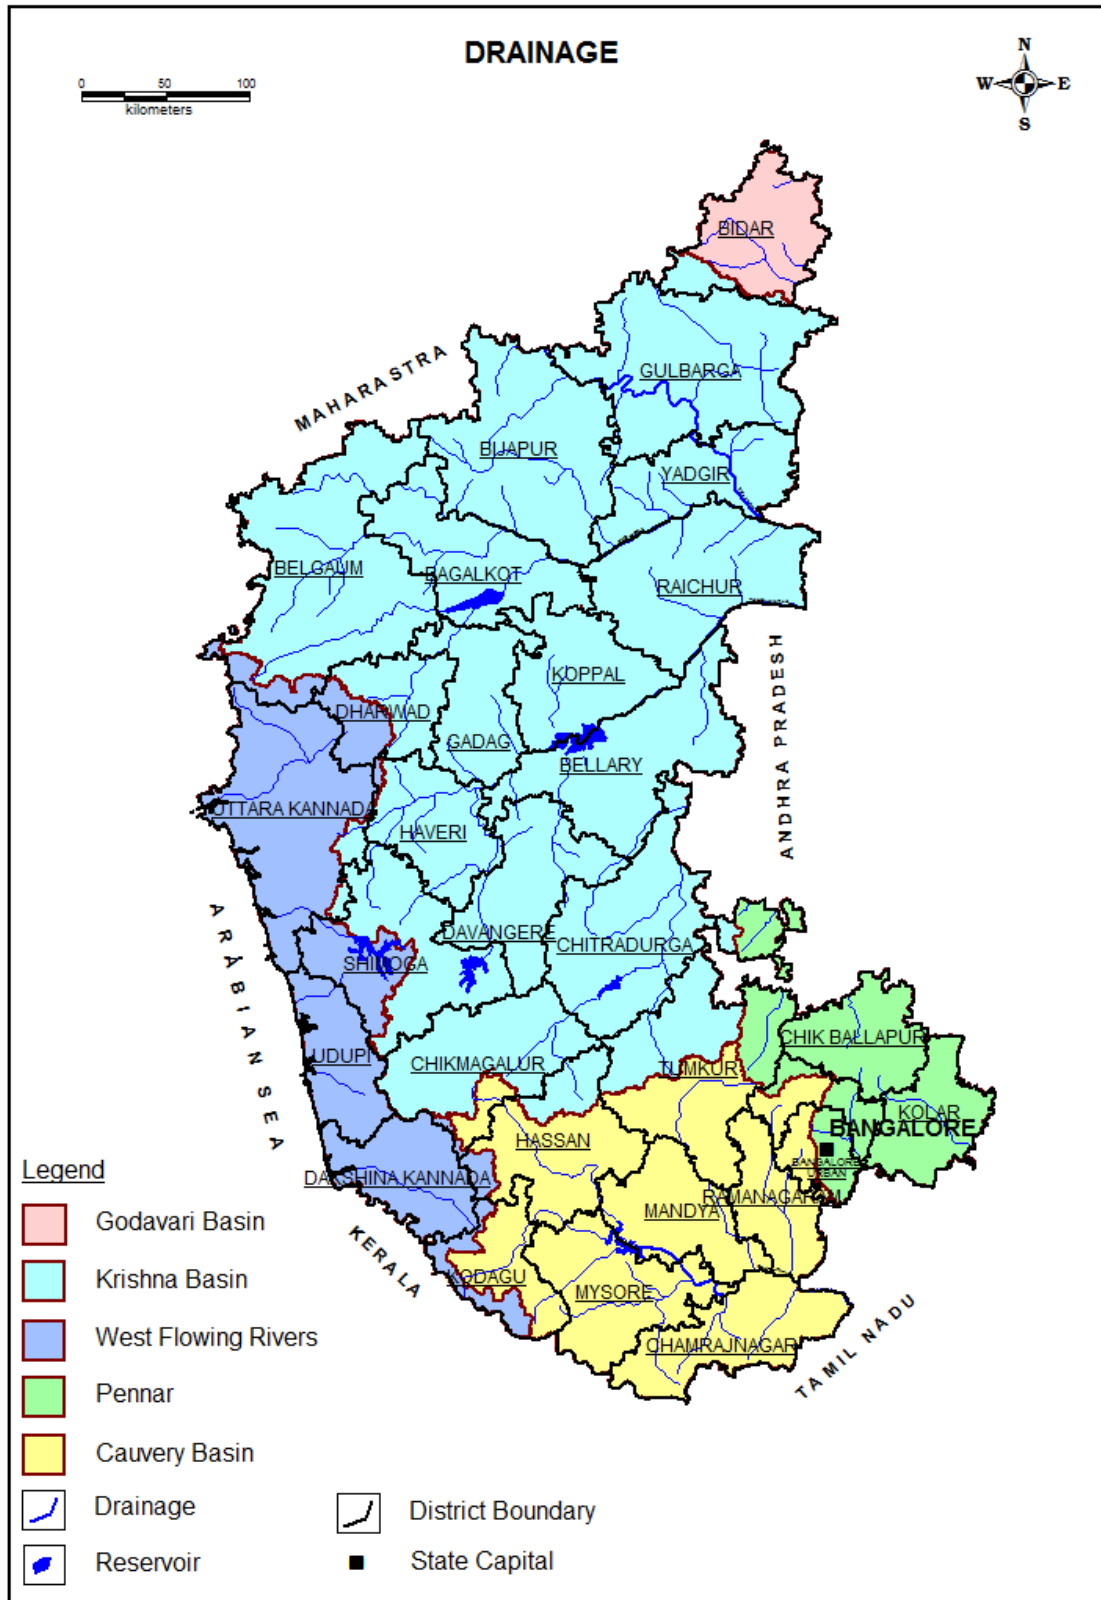 DRAINAGE
0 50 100
kilometers
N
W E
S
BIDAR
GULBARGA
MAHARASTRA
BIJAPUR
YADGIR
BELGAUM
BAGALKOT
RAICHUR
KOPPAL
DHARWAD
GADAG
BELLARY
ANDHRA PRADESH
UTTARA KANNADA
HAVERI
DAVANGERE
CHITRADURGA
SHIMOGA
ARABIAN SEA
CHIK BALLAPUR
UDUPI
CHIKMAGALUR
TUMKUR
KOLAR
BANGALORE
HASSAN
BANGALORE
URBAN
DAKSHINA KANNADA
RAMANAGARAM
MANDYA
KERALA
KODAGU
MYSORE
CHAMRAJNAGAR
TAMIL NADU
Legend
Godavari Basin
Krishna Basin
West Flowing Rivers
Pennar
Cauvery Basin
Drainage
District Boundary
Reservoir
State Capital